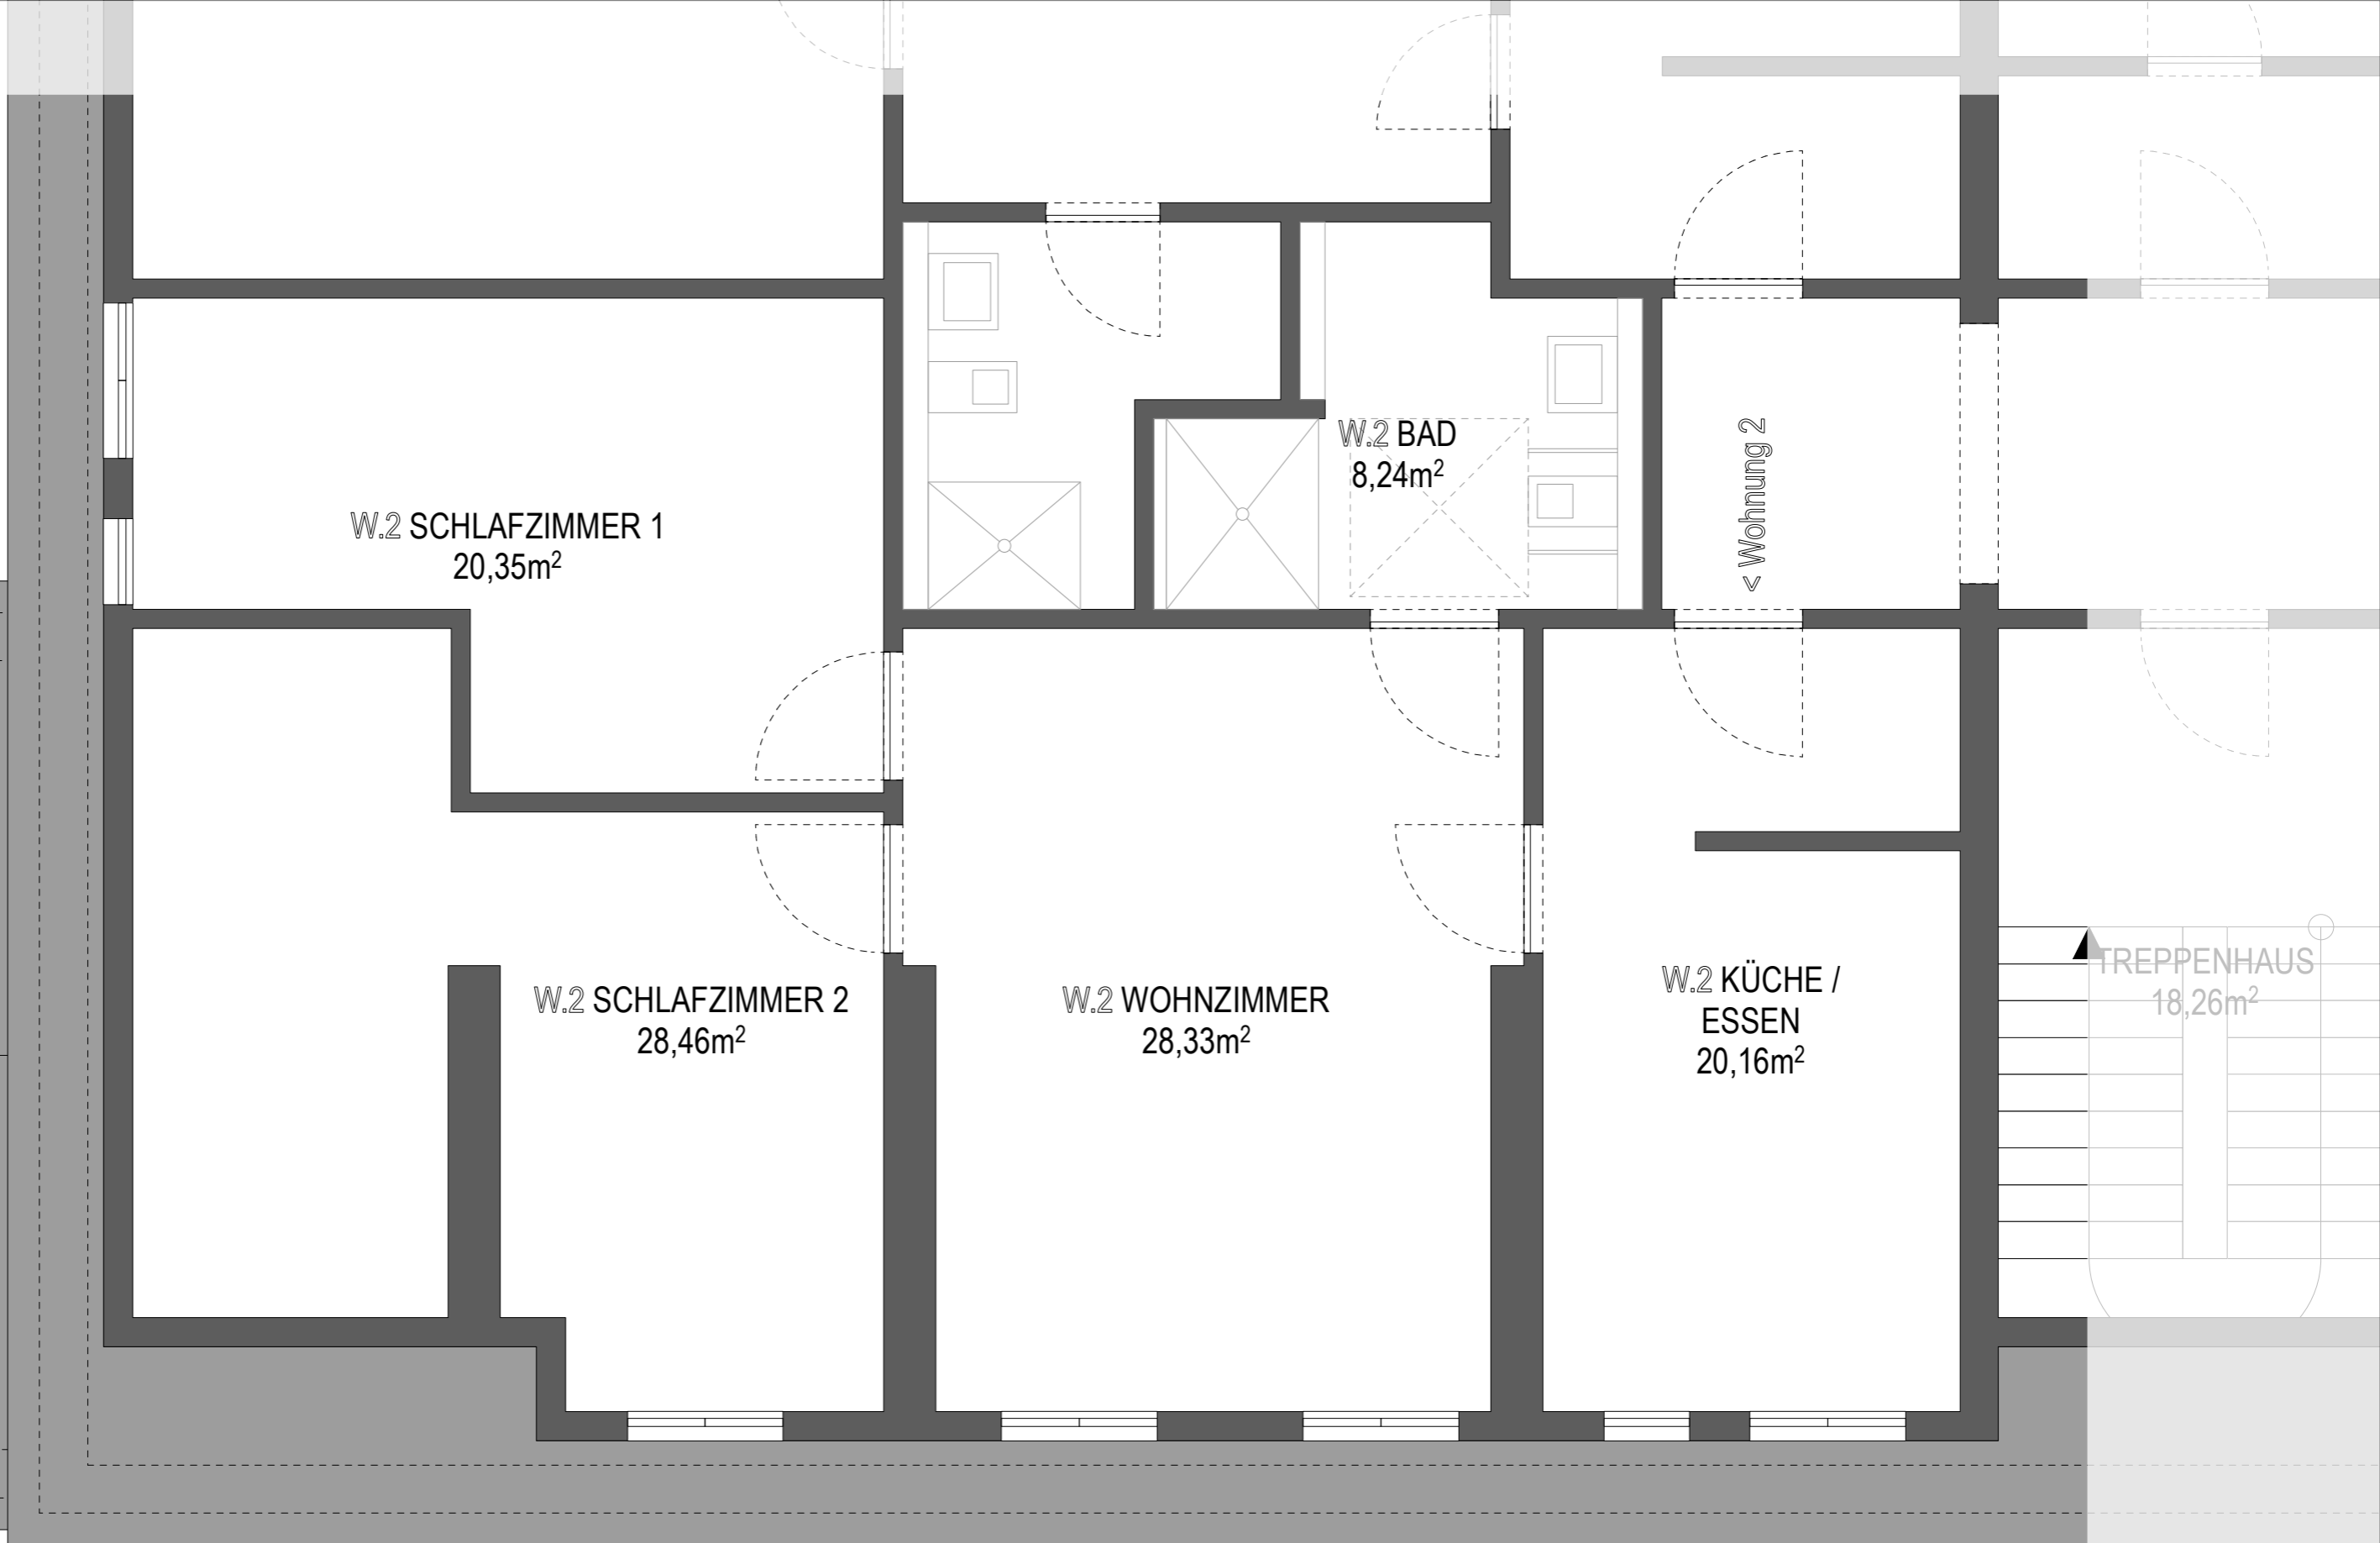 W.2 BAD
8,24m²
< Wohnung 2
W.2 SCHLAFZIMMER 1
20,35m²
W.2 SCHLAFZIMMER 2
28,46m²
W.2 WOHNZIMMER
28,33m²
W.2 KÜCHE /
ESSEN
20,16m²
TREPPENHAUS
18,26m²